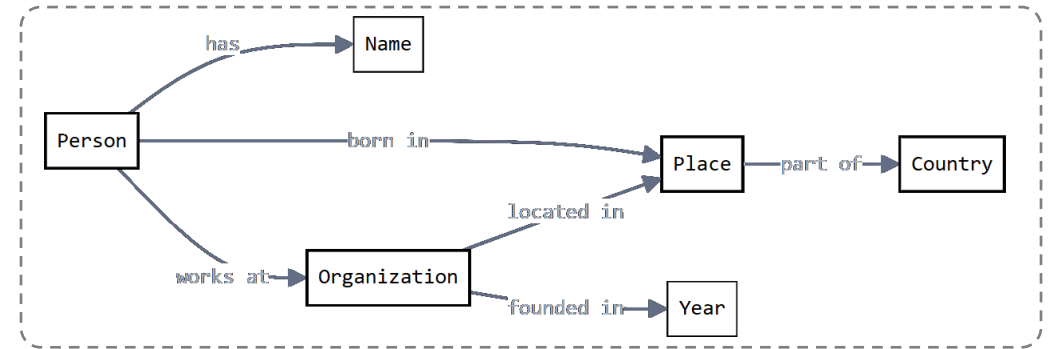 has
Name
Person
born in
Place
part of
Country
located in
works at
Organization
founded in
Year